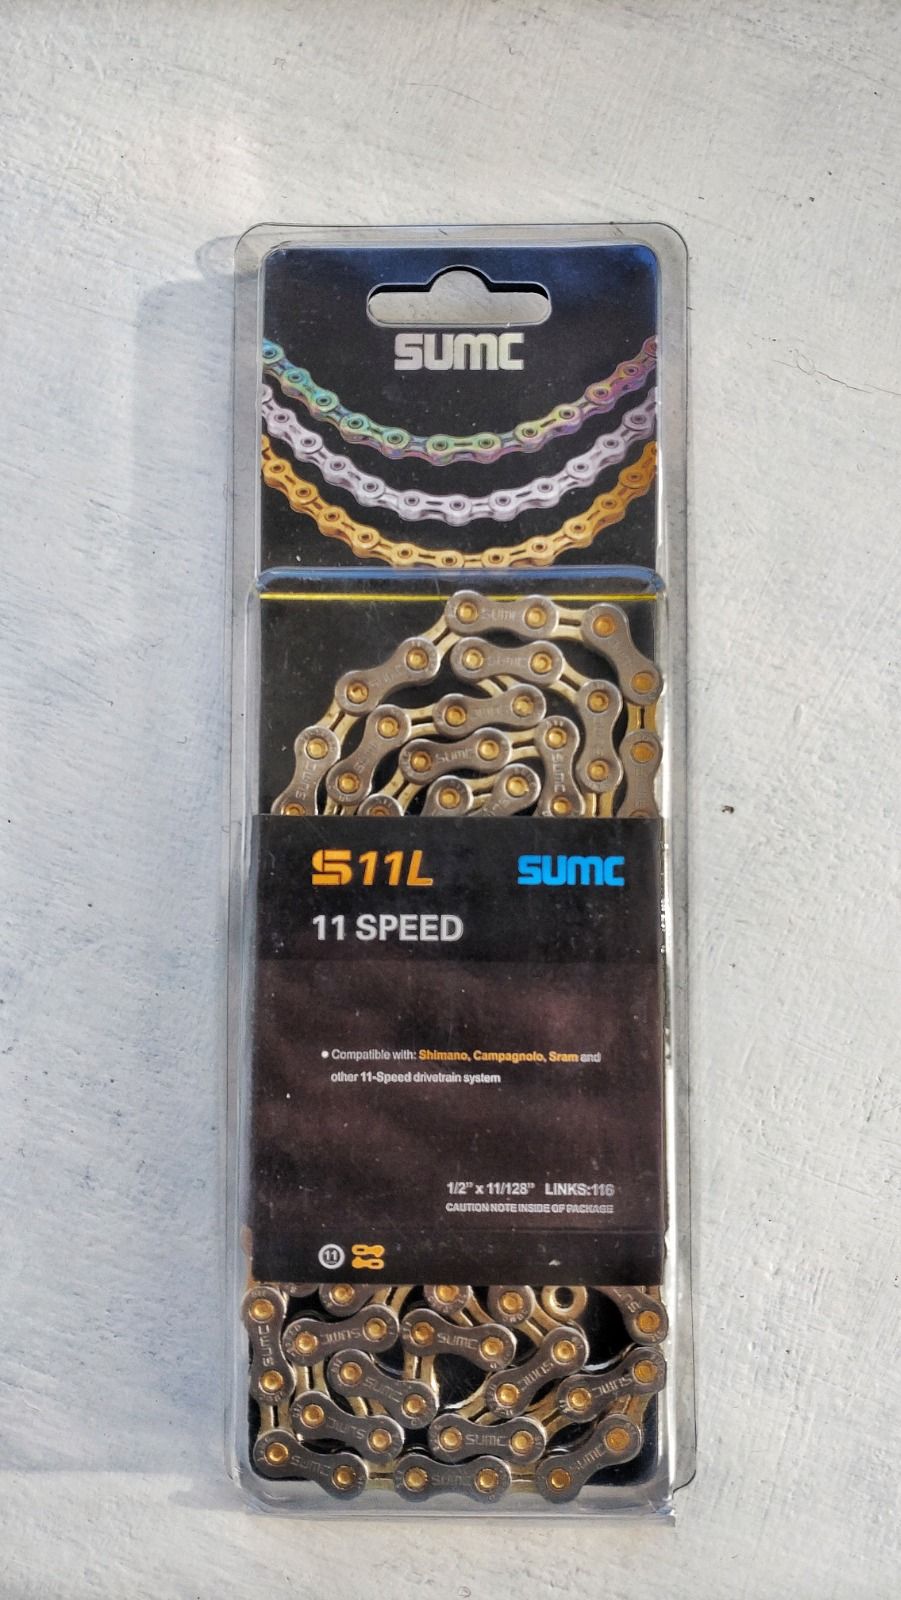 SUMC
S11L SUMC
11 SPEED
• Compatible with: Shimano, Campagnolo, Sram and
other 11-Speed drivetrain system
1/2" x 11/128" LINKS:116
CAUTION NOTE INSIDE OF PACKAGE
11